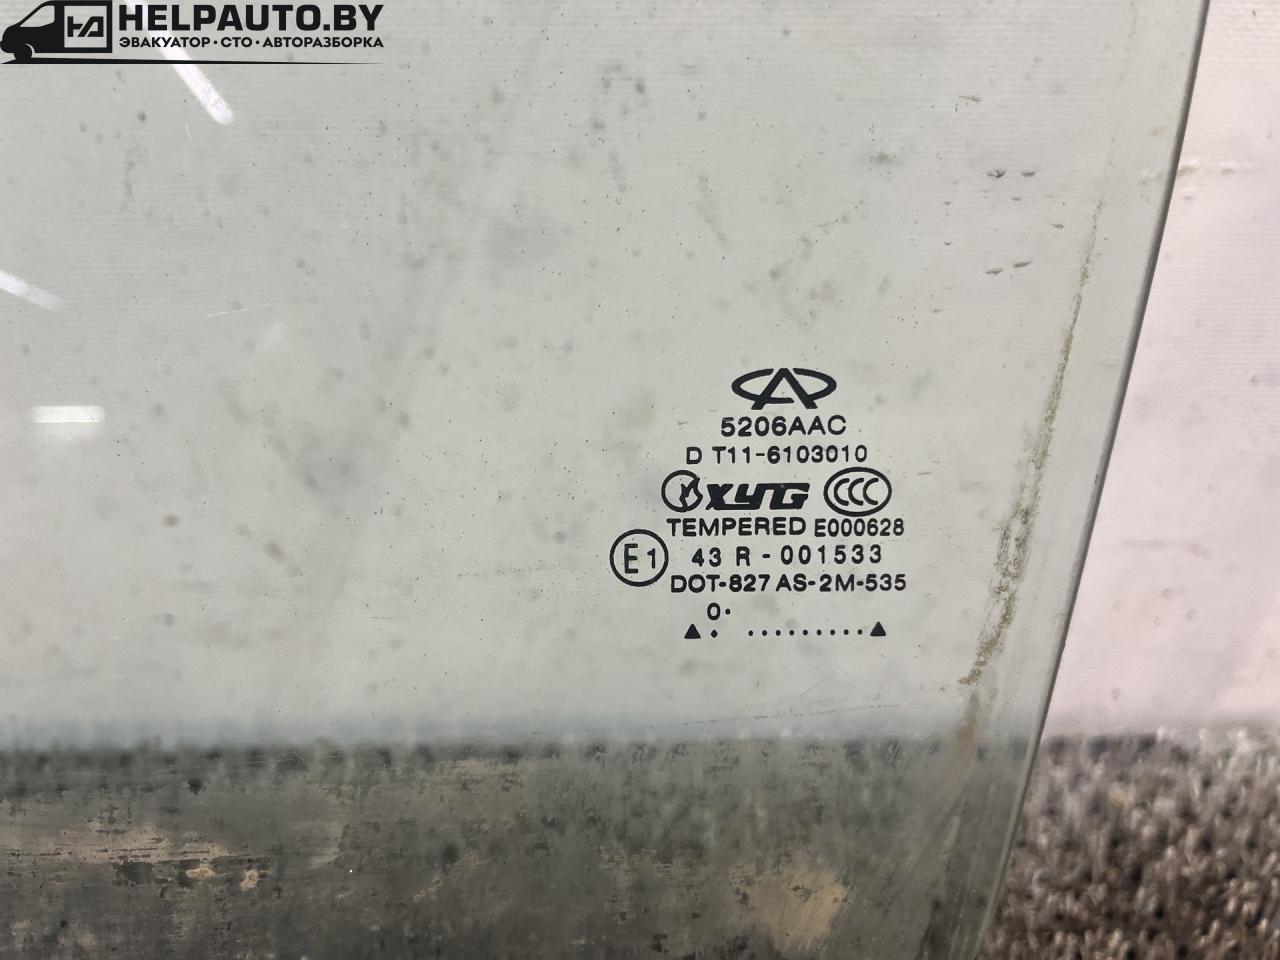 HELPAUTO.BY
ЭВАКУАТОР·СТО·АВТОРАЗБОРКА
5206AAC
D T11-6103010
XYG CCC
TEMPERED E000628
E1 43 R - 001533
DOT-827 AS-2M-535
0·
▲ . ......... ▲